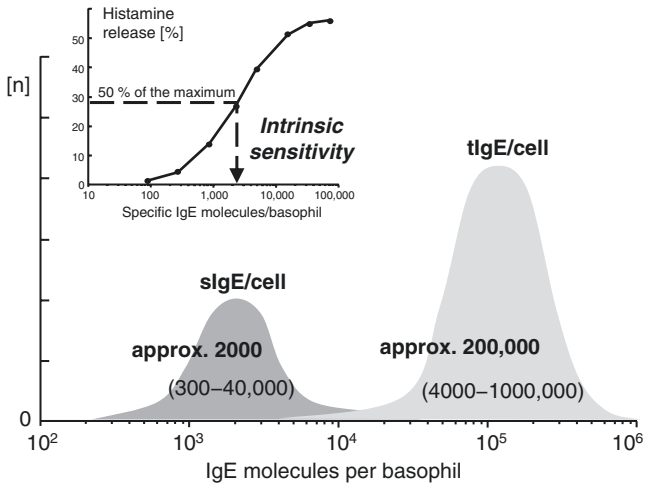 Histamine
release [%]
50
40
30
20
10
0
50 % of the maximum
Intrinsic
sensitivity
10
100
1,000
10,000
100,000
Specific IgE molecules/basophil
[n]
tIgE/cell
sIgE/cell
approx. 2000
(300–40,000)
approx. 200,000
(4000–1000,000)
0
10²
10³
10⁴
10⁵
10⁶
IgE molecules per basophil